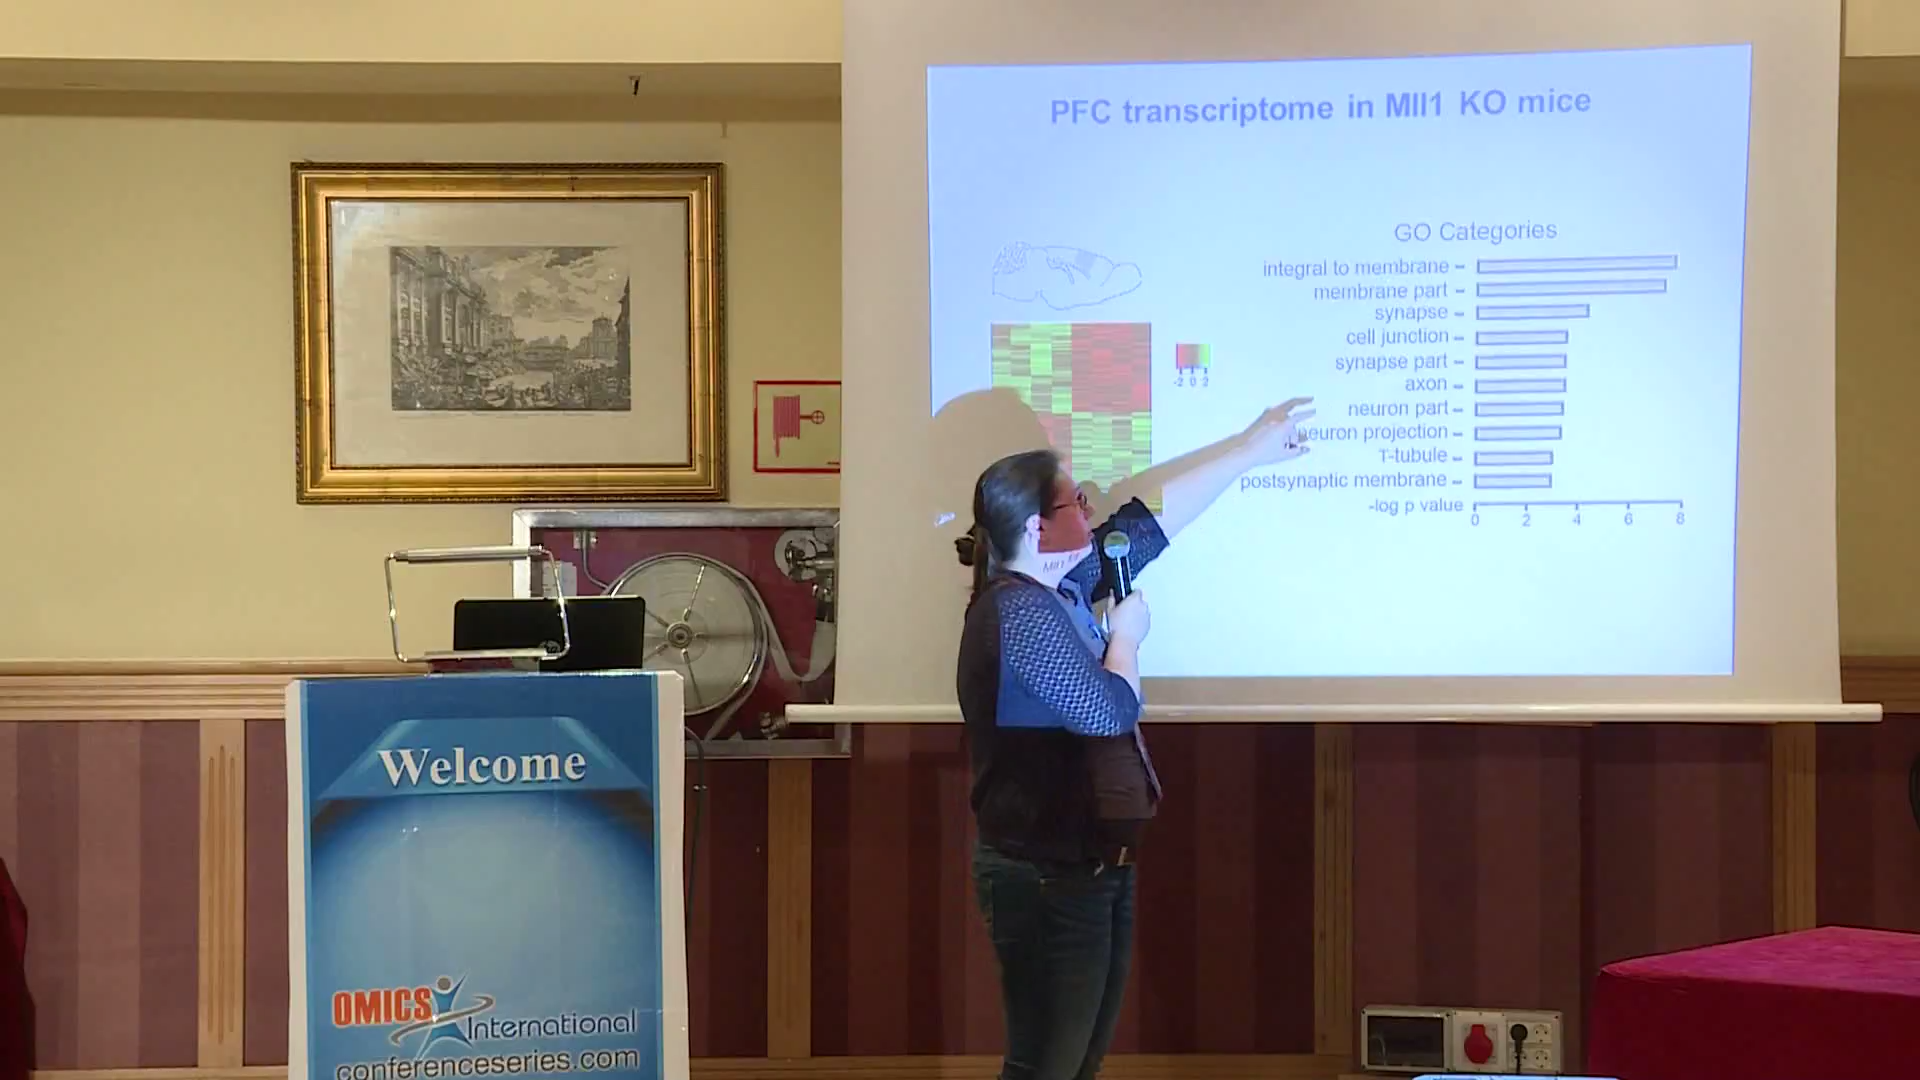 PFC transcriptome in Mll1 KO mice
GO Categories
integral to membrane
membrane part
synapse
cell junction
synapse part
axon
neuron part
neuron projection
T-tubule
postsynaptic membrane
-log p value
0 2 4 6 8
-2 0 2
Welcome
OMICS
International
conferenceseries.com